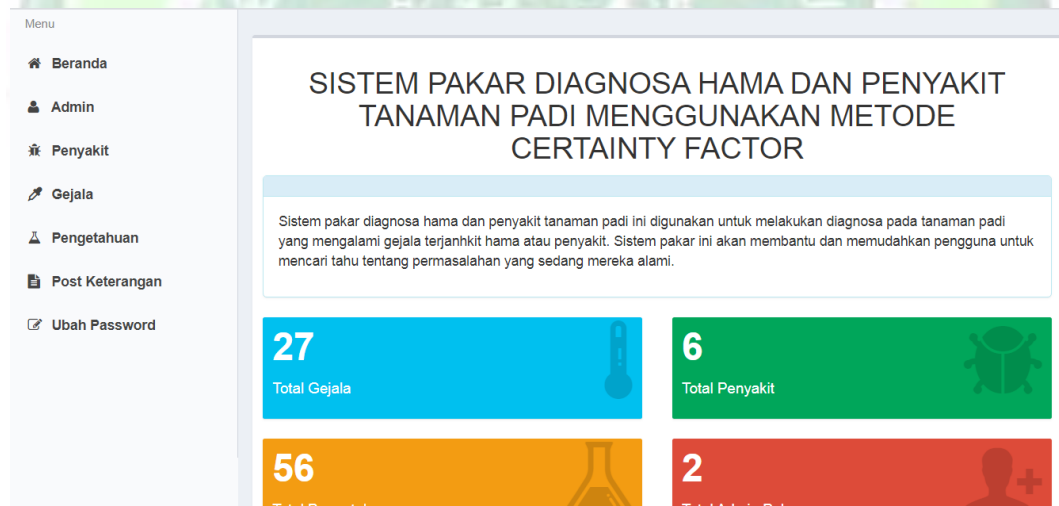 Menu
Beranda
Admin
Penyakit
Gejala
Pengetahuan
Post Keterangan
Ubah Password
SISTEM PAKAR DIAGNOSA HAMA DAN PENYAKIT
TANAMAN PADI MENGGUNAKAN METODE
CERTAINTY FACTOR
Sistem pakar diagnosa hama dan penyakit tanaman padi ini digunakan untuk melakukan diagnosa pada tanaman padi
yang mengalami gejala terjanhkit hama atau penyakit. Sistem pakar ini akan membantu dan memudahkan pengguna untuk
mencari tahu tentang permasalahan yang sedang mereka alami.
27
Total Gejala
6
Total Penyakit
56
Total
2
Total Admin